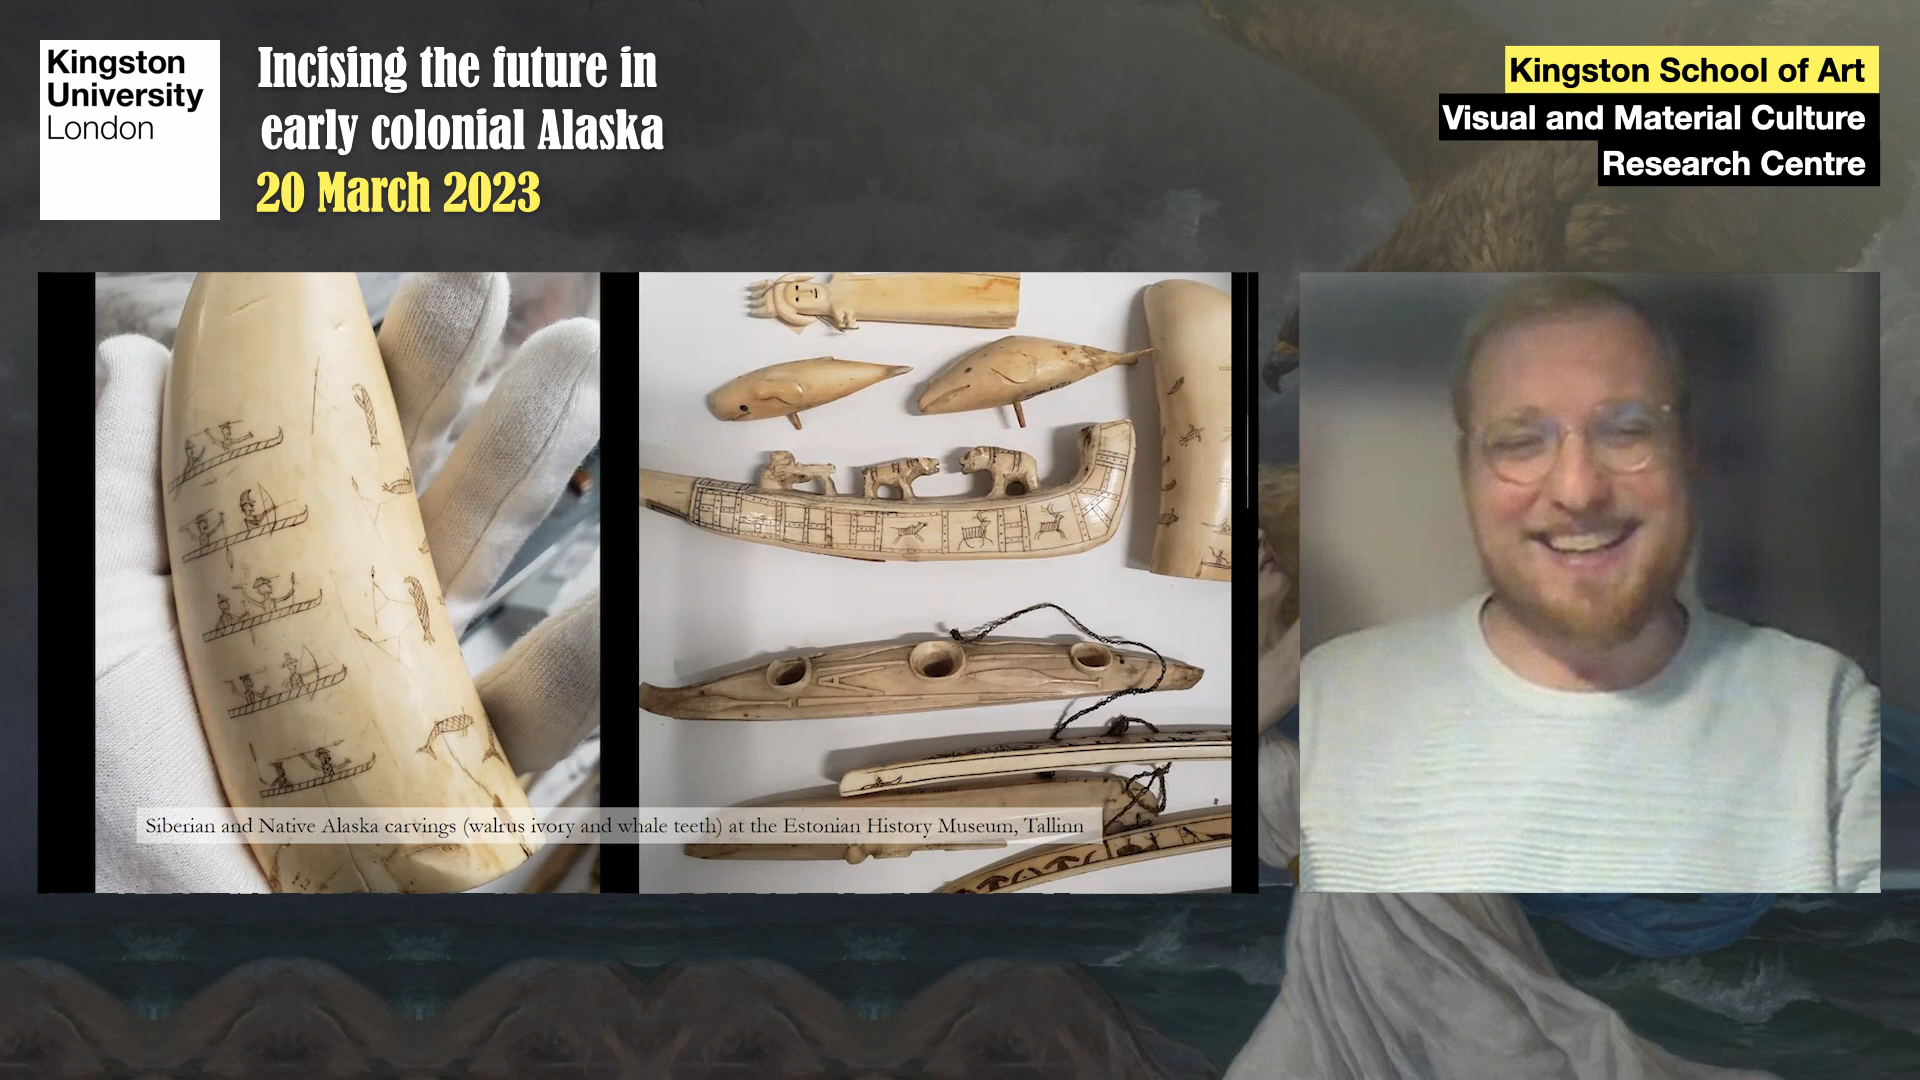 Kingston
University
London
Incising the future in
early colonial Alaska
20 March 2023
Kingston School of Art
Visual and Material Culture
Research Centre
Siberian and Native Alaska carvings (walrus ivory and whale teeth) at the Estonian History Museum, Tallinn